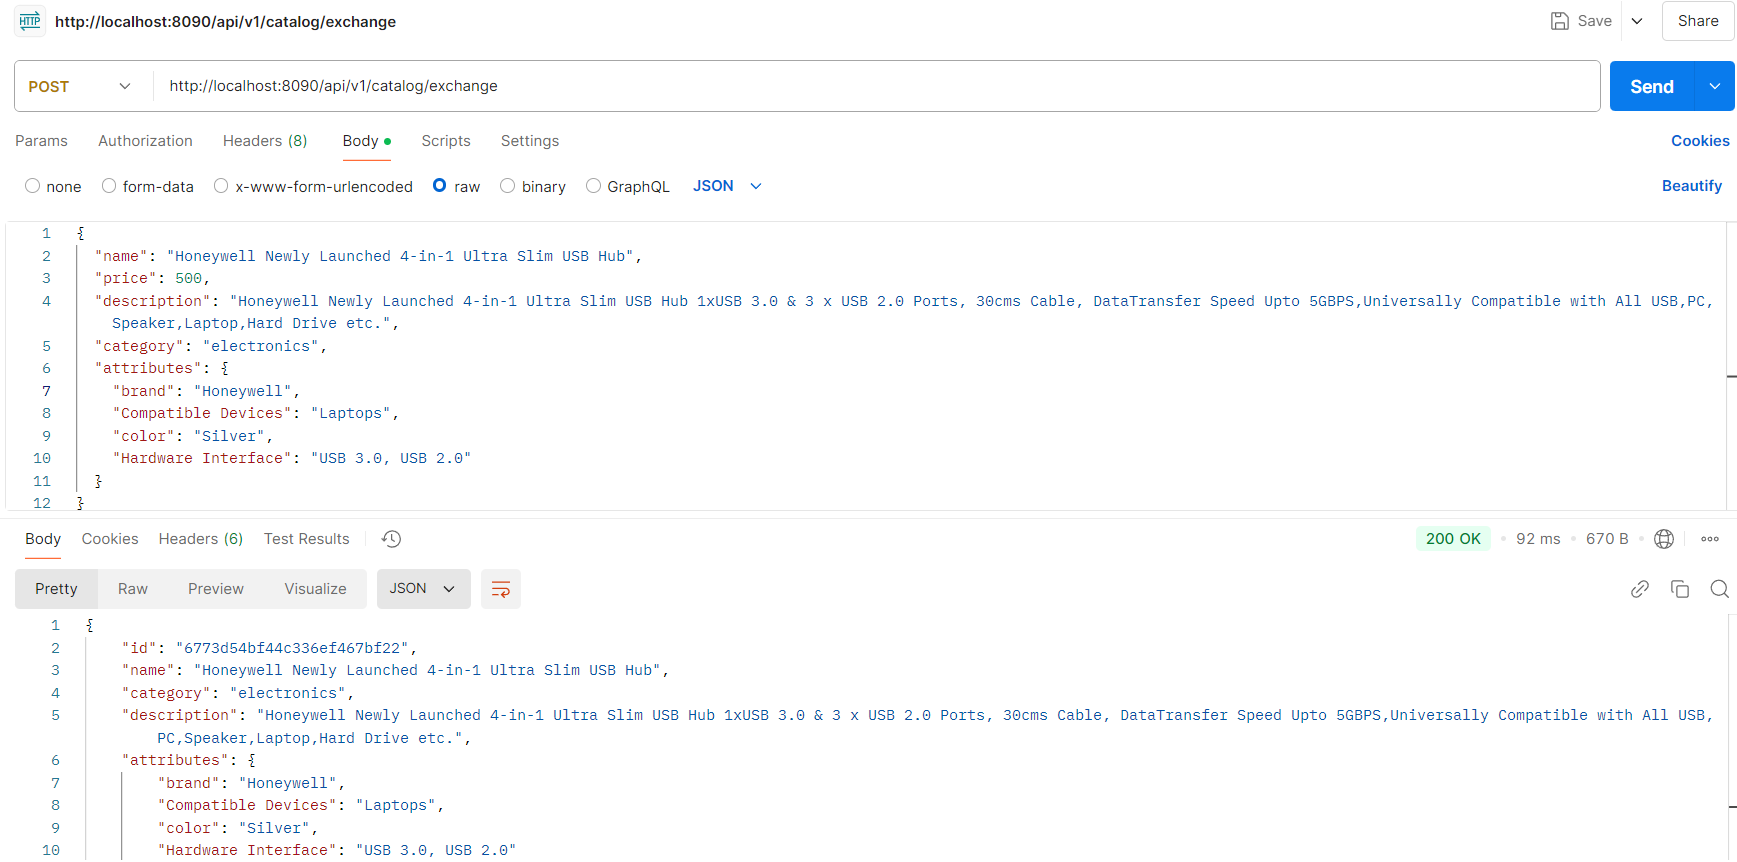 HTTP http://localhost:8090/api/v1/catalog/exchange Save Share
POST http://localhost:8090/api/v1/catalog/exchange Send
Params Authorization Headers (8) Body Scripts Settings Cookies
none form-data x-www-form-urlencoded raw binary GraphQL JSON Beautify
1 {
2 "name": "Honeywell Newly Launched 4-in-1 Ultra Slim USB Hub",
3 "price": 500,
4 "description": "Honeywell Newly Launched 4-in-1 Ultra Slim USB Hub 1xUSB 3.0 & 3 x USB 2.0 Ports, 30cms Cable, DataTransfer Speed Upto 5GBPS,Universally Compatible with All USB,PC,
Speaker,Laptop,Hard Drive etc.",
5 "category": "electronics",
6 "attributes": {
7 "brand": "Honeywell",
8 "Compatible Devices": "Laptops",
9 "color": "Silver",
10 "Hardware Interface": "USB 3.0, USB 2.0"
11 }
12 }
Body Cookies Headers (6) Test Results 200 OK • 92 ms • 670 B •
Pretty Raw Preview Visualize JSON
1 {
2 "id": "6773d54bf44c336ef467bf22",
3 "name": "Honeywell Newly Launched 4-in-1 Ultra Slim USB Hub",
4 "category": "electronics",
5 "description": "Honeywell Newly Launched 4-in-1 Ultra Slim USB Hub 1xUSB 3.0 & 3 x USB 2.0 Ports, 30cms Cable, DataTransfer Speed Upto 5GBPS,Universally Compatible with All USB,
PC,Speaker,Laptop,Hard Drive etc.",
6 "attributes": {
7 "brand": "Honeywell",
8 "Compatible Devices": "Laptops",
9 "color": "Silver",
10 "Hardware Interface": "USB 3.0, USB 2.0"